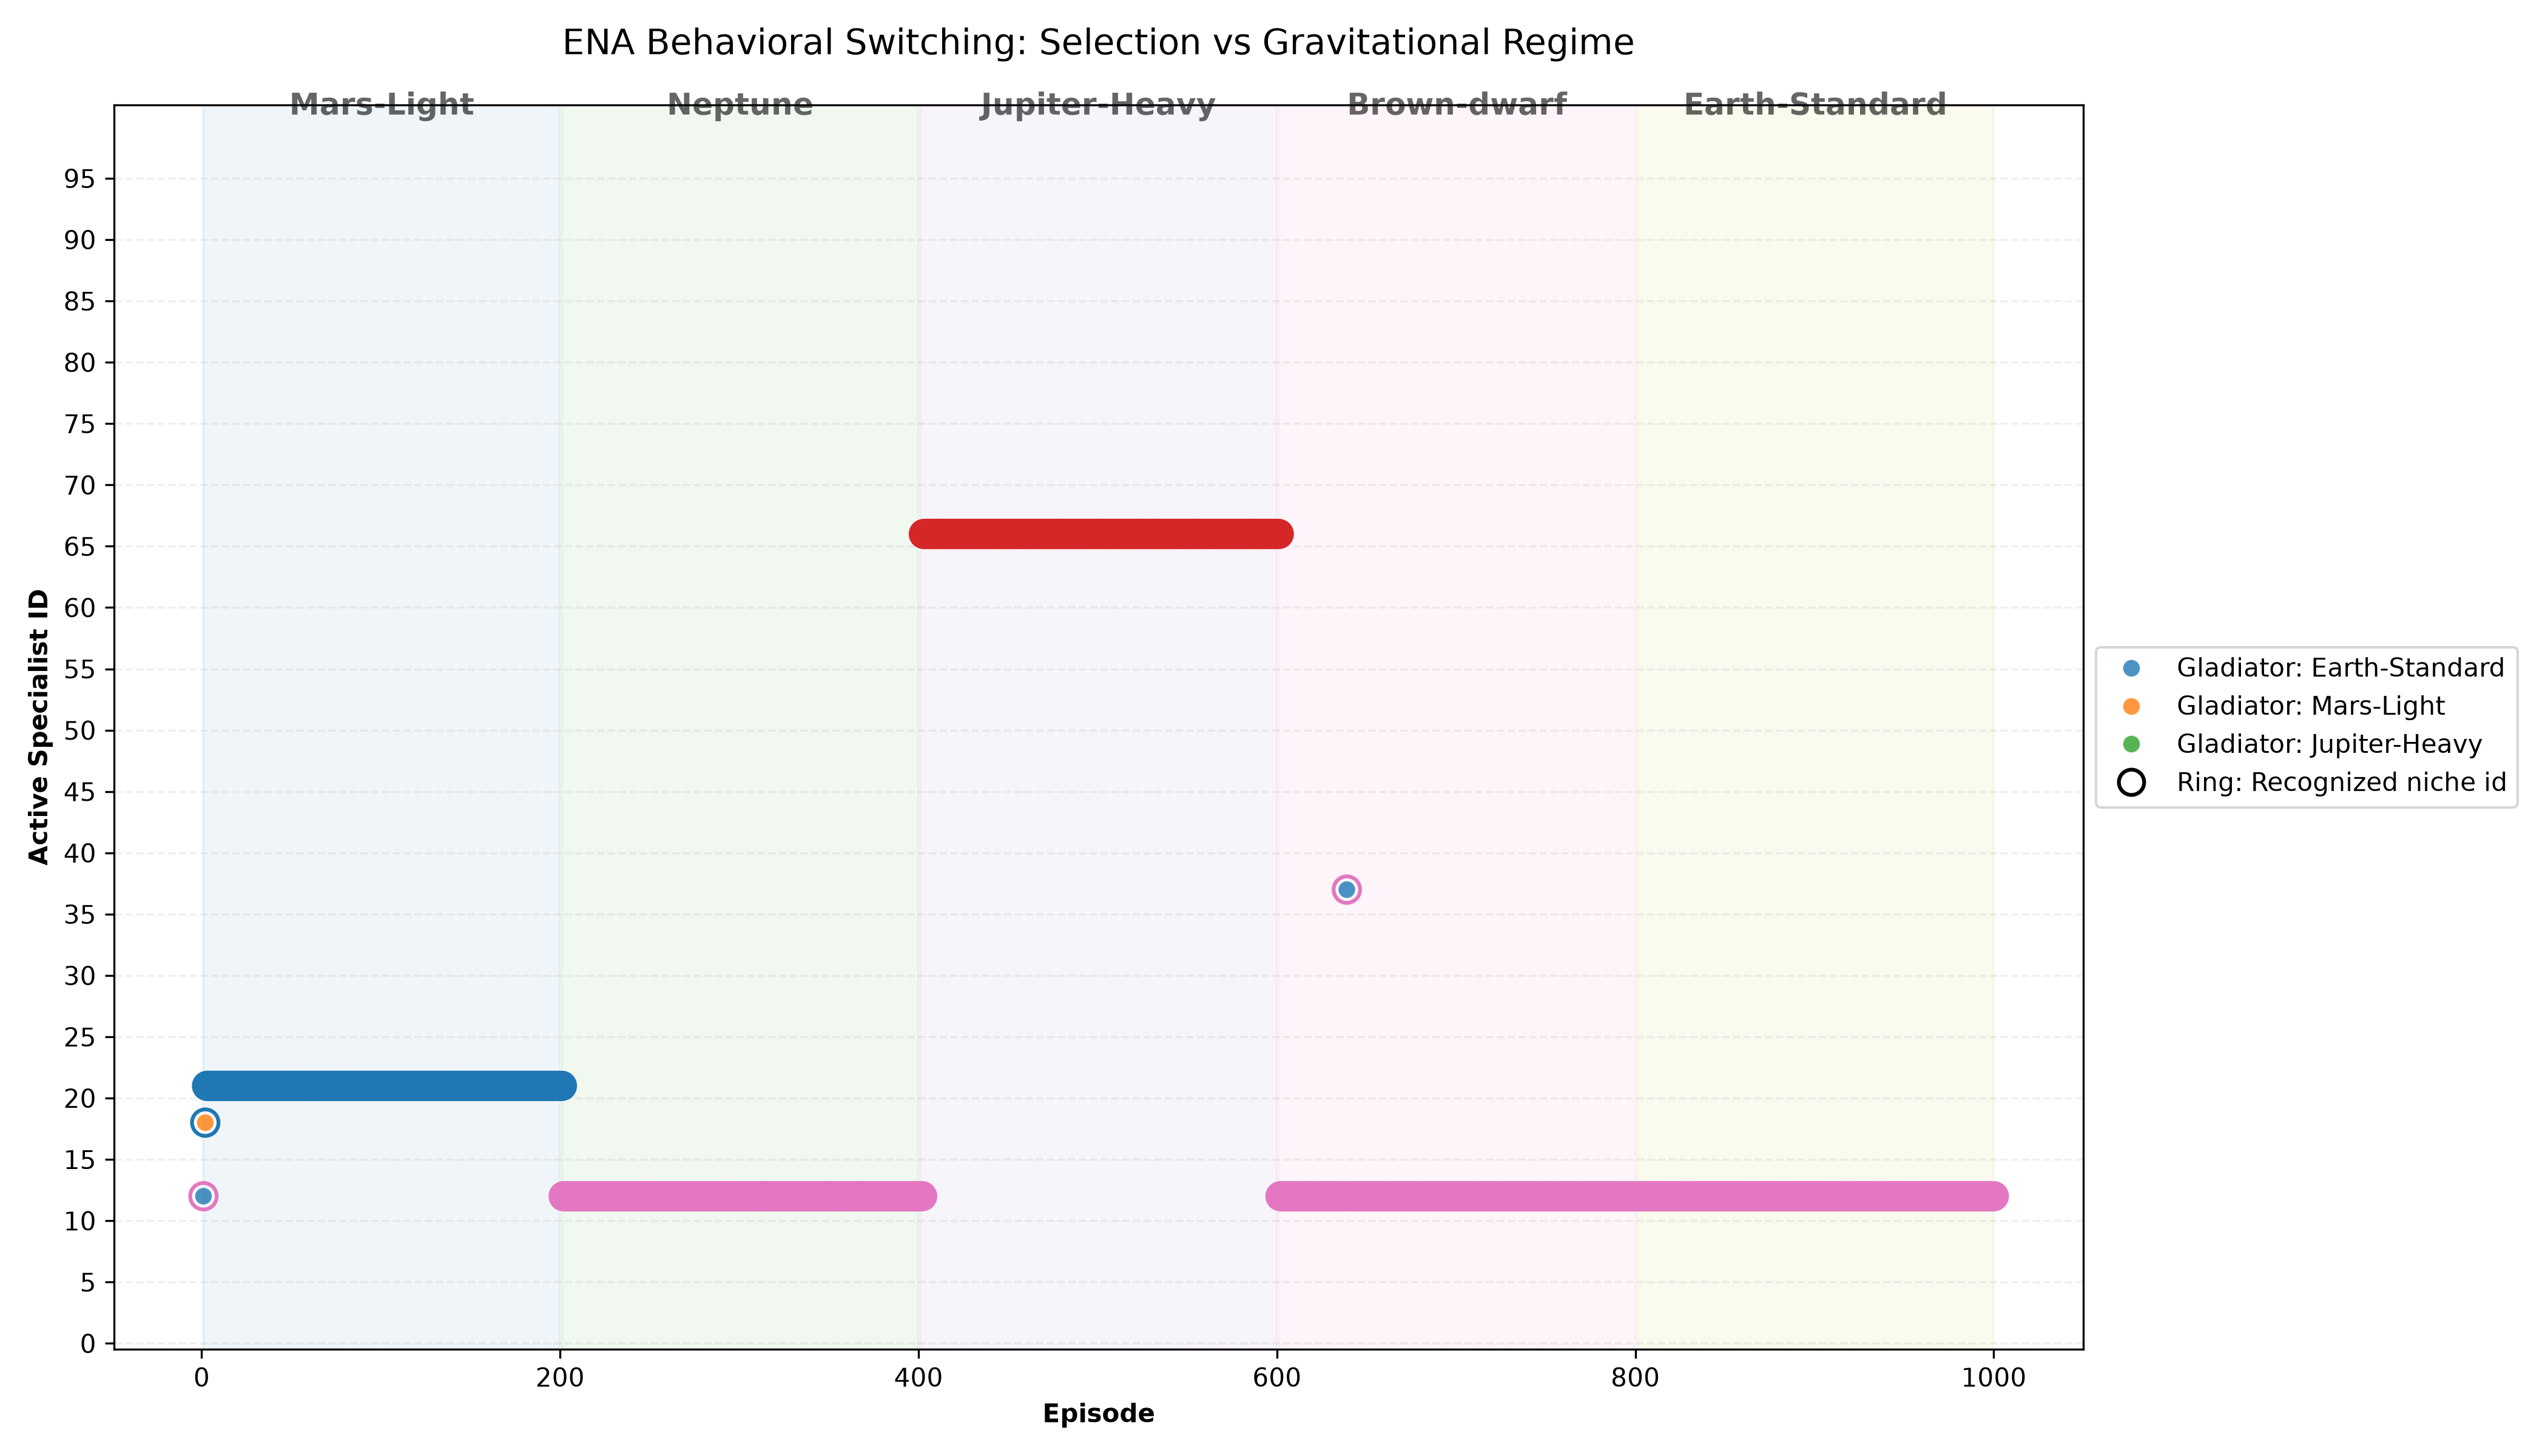 ENA Behavioral Switching: Selection vs Gravitational Regime
Mars-Light Neptune Jupiter-Heavy Brown-dwarf Earth-Standard
95
90
85
80
75
70
65
60
55
50
45
40
35
30
25
20
15
10
5
0
Active Specialist ID
0 200 400 600 800 1000
Episode
Gladiator: Earth-Standard
Gladiator: Mars-Light
Gladiator: Jupiter-Heavy
Ring: Recognized niche id